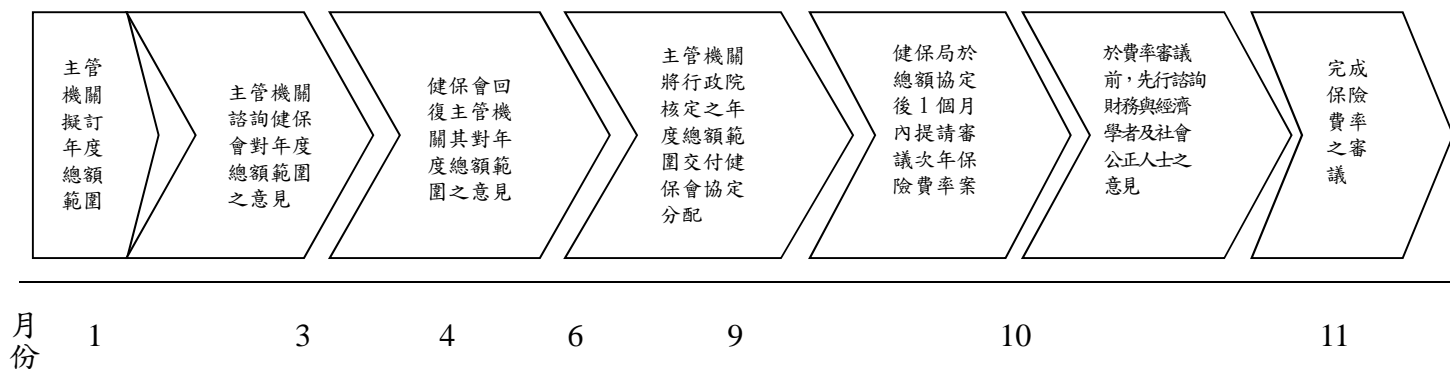 主管
機關
擬訂
年度
總額
範圍
主管機關
諮詢健保
會對年度
總額範圍
之意見
健保會回
復主管機
關其對年
度總額範
圍之意見
主管機關
將行政院
核定之年
度總額範
圍交付健
保會協定
分配
健保局於
總額協定
後1個月
內提請審
議次年保
險費率案
於費率審議
前，先行諮詢
財務與經濟
學者及社會
公正人士之
意見
完成
保險
費率
之審
議
月份 1 3 4 6 9 10 11